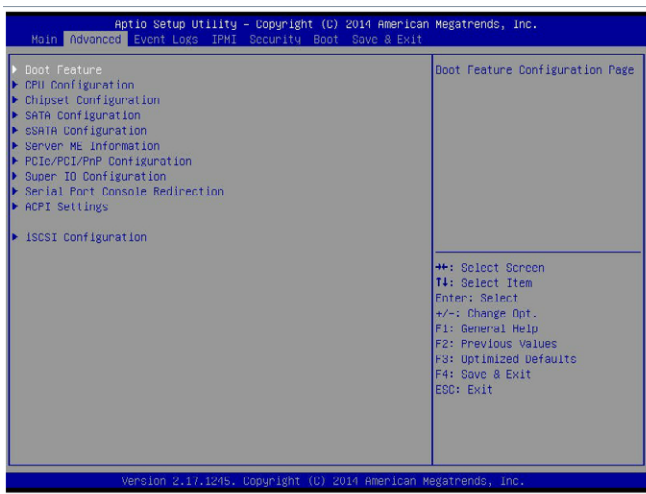 Aptio Setup Utility - Copyright (C) 2014 American Megatrends, Inc.
Main Advanced Event Logs IPMI Security Boot Save & Exit
▶ Boot Feature
▶ CPU Configuration
▶ Chipset Configuration
▶ SATA Configuration
▶ sSATA Configuration
▶ Server ME Information
▶ PCIe/PCI/PnP Configuration
▶ Super IO Configuration
▶ Serial Port Console Redirection
▶ ACPI Settings
▶ iSCSI Configuration
Boot Feature Configuration Page
→←: Select Screen
↑↓: Select Item
Enter: Select
+/-: Change Opt.
F1: General Help
F2: Previous Values
F3: Optimized Defaults
F4: Save & Exit
ESC: Exit
Version 2.17.1245. Copyright (C) 2014 American Megatrends, Inc.